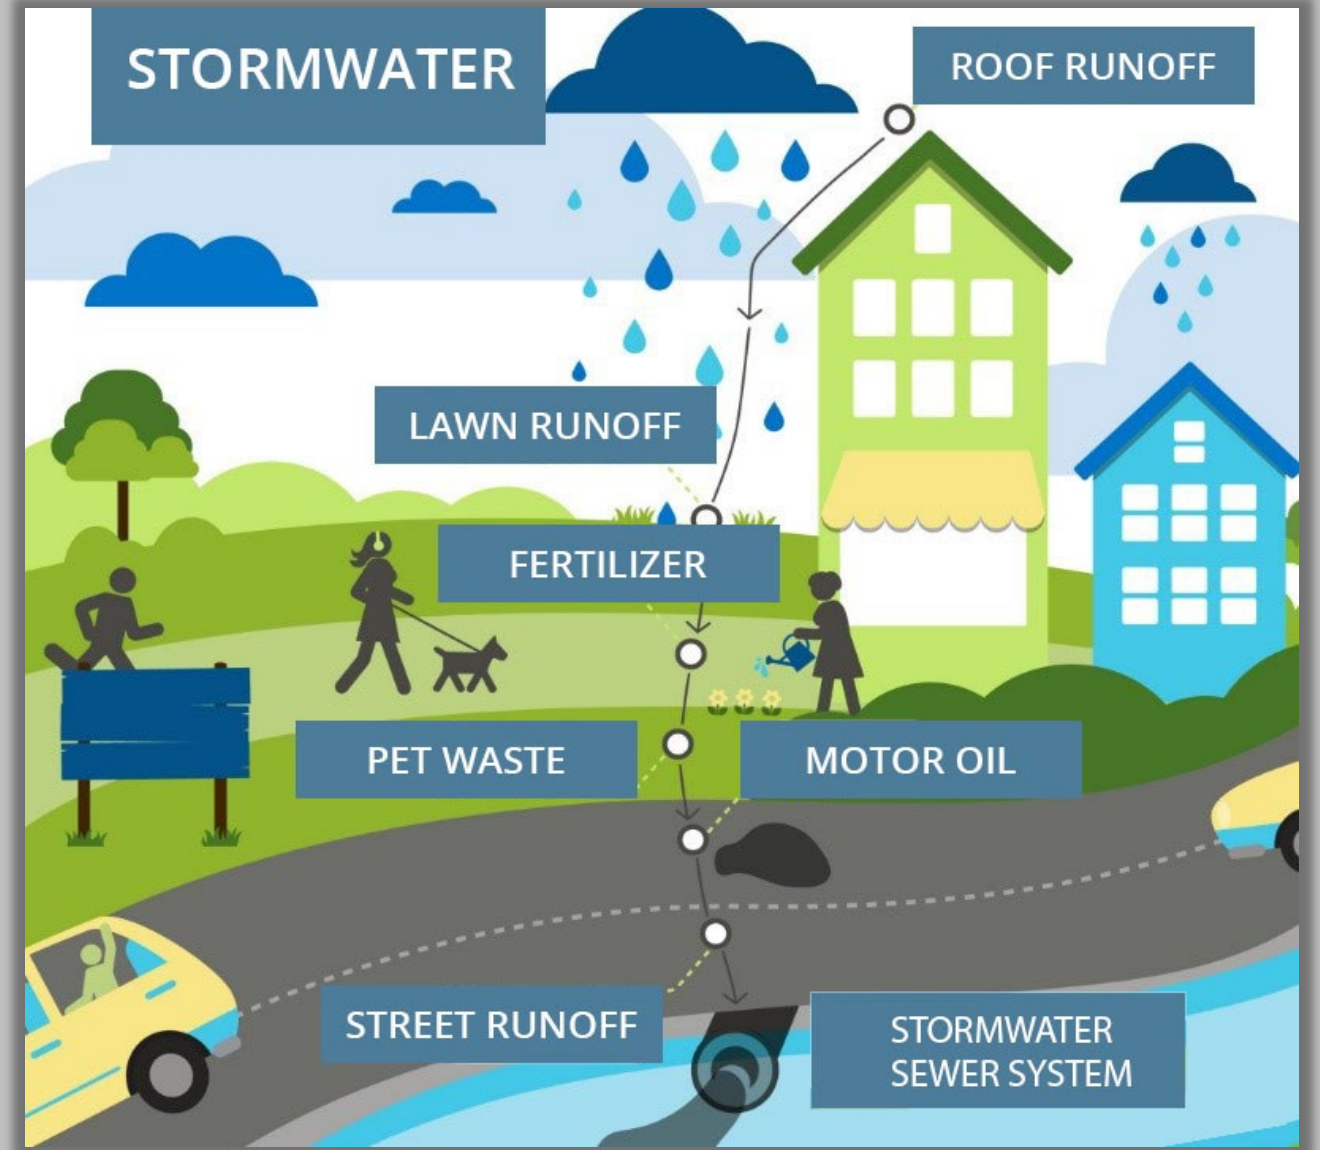 STORMWATER
ROOF RUNOFF
LAWN RUNOFF
FERTILIZER
PET WASTE
MOTOR OIL
STREET RUNOFF
STORMWATER
SEWER SYSTEM